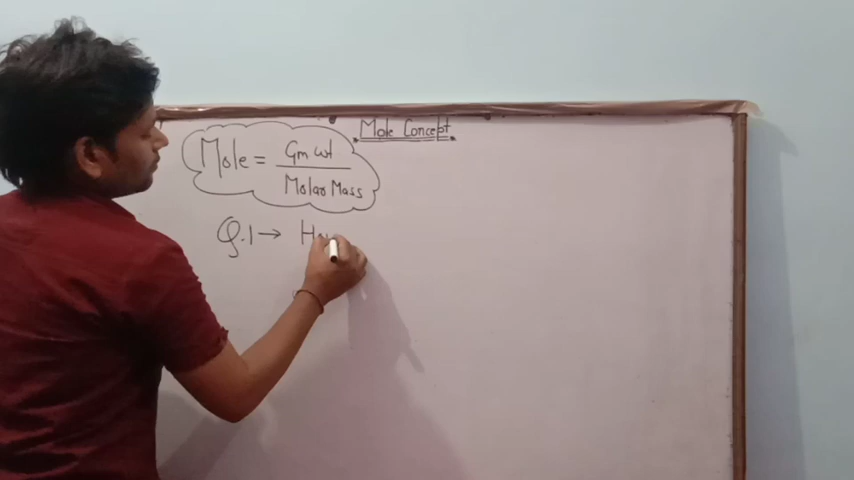 Mole Concept
Mole = Gm wt / Molar Mass
Q.1 →